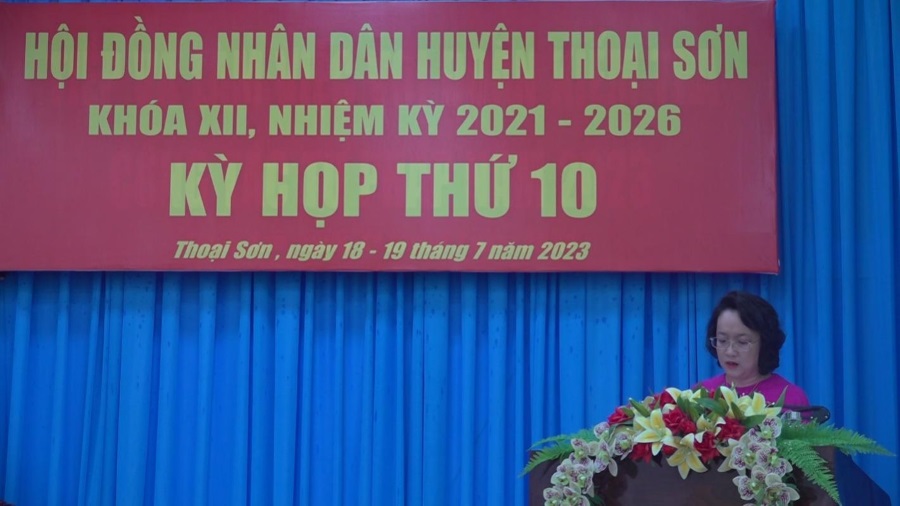 HỘI ĐỒNG NHÂN DÂN HUYỆN THOẠI SƠN
KHÓA XII, NHIỆM KỲ 2021 - 2026
KỲ HỌP THỨ 10
Thoại Sơn , ngày 18 - 19 tháng 7 năm 2023